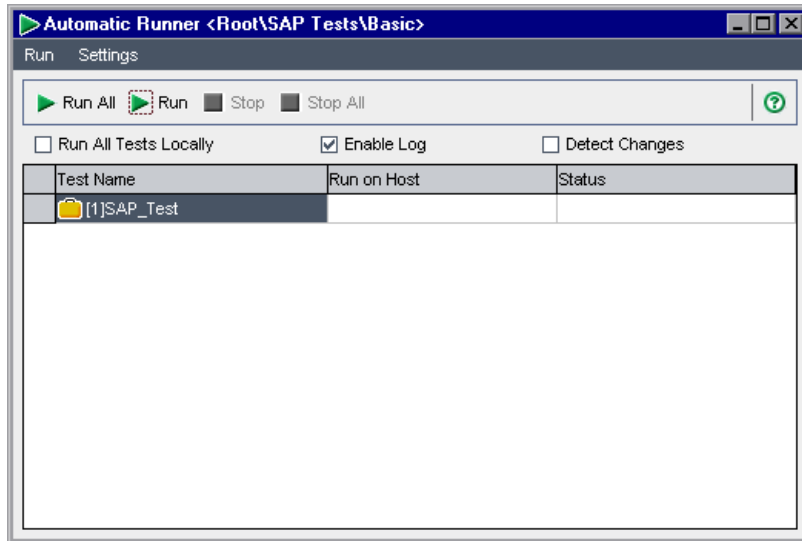 Automatic Runner <Root\SAP Tests\Basic>
Run Settings
Run All Run Stop Stop All
Run All Tests Locally Enable Log Detect Changes
Test Name Run on Host Status
[1]SAP_Test